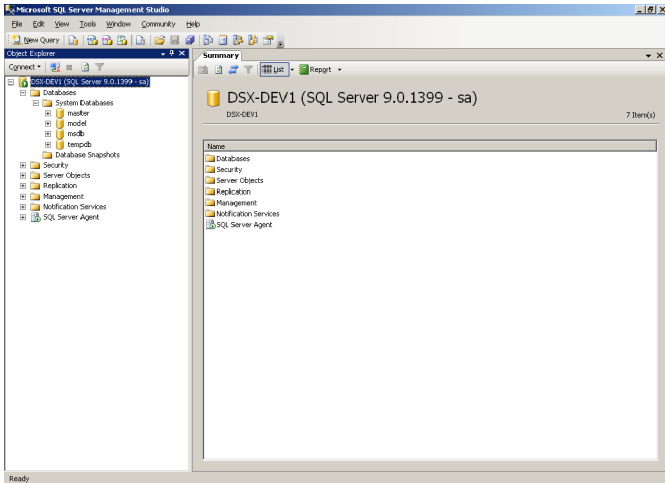 Microsoft SQL Server Management Studio
File Edit View Tools Window Community Help
New Query
Object Explorer
Connect
DSX-DEV1 (SQL Server 9.0.1399 - sa)
Databases
System Databases
master
model
msdb
tempdb
Database Snapshots
Security
Server Objects
Replication
Management
Notification Services
SQL Server Agent
Summary
List Report
DSX-DEV1 (SQL Server 9.0.1399 - sa)
DSX-DEV1 7 Item(s)
Name
Databases
Security
Server Objects
Replication
Management
Notification Services
SQL Server Agent
Ready